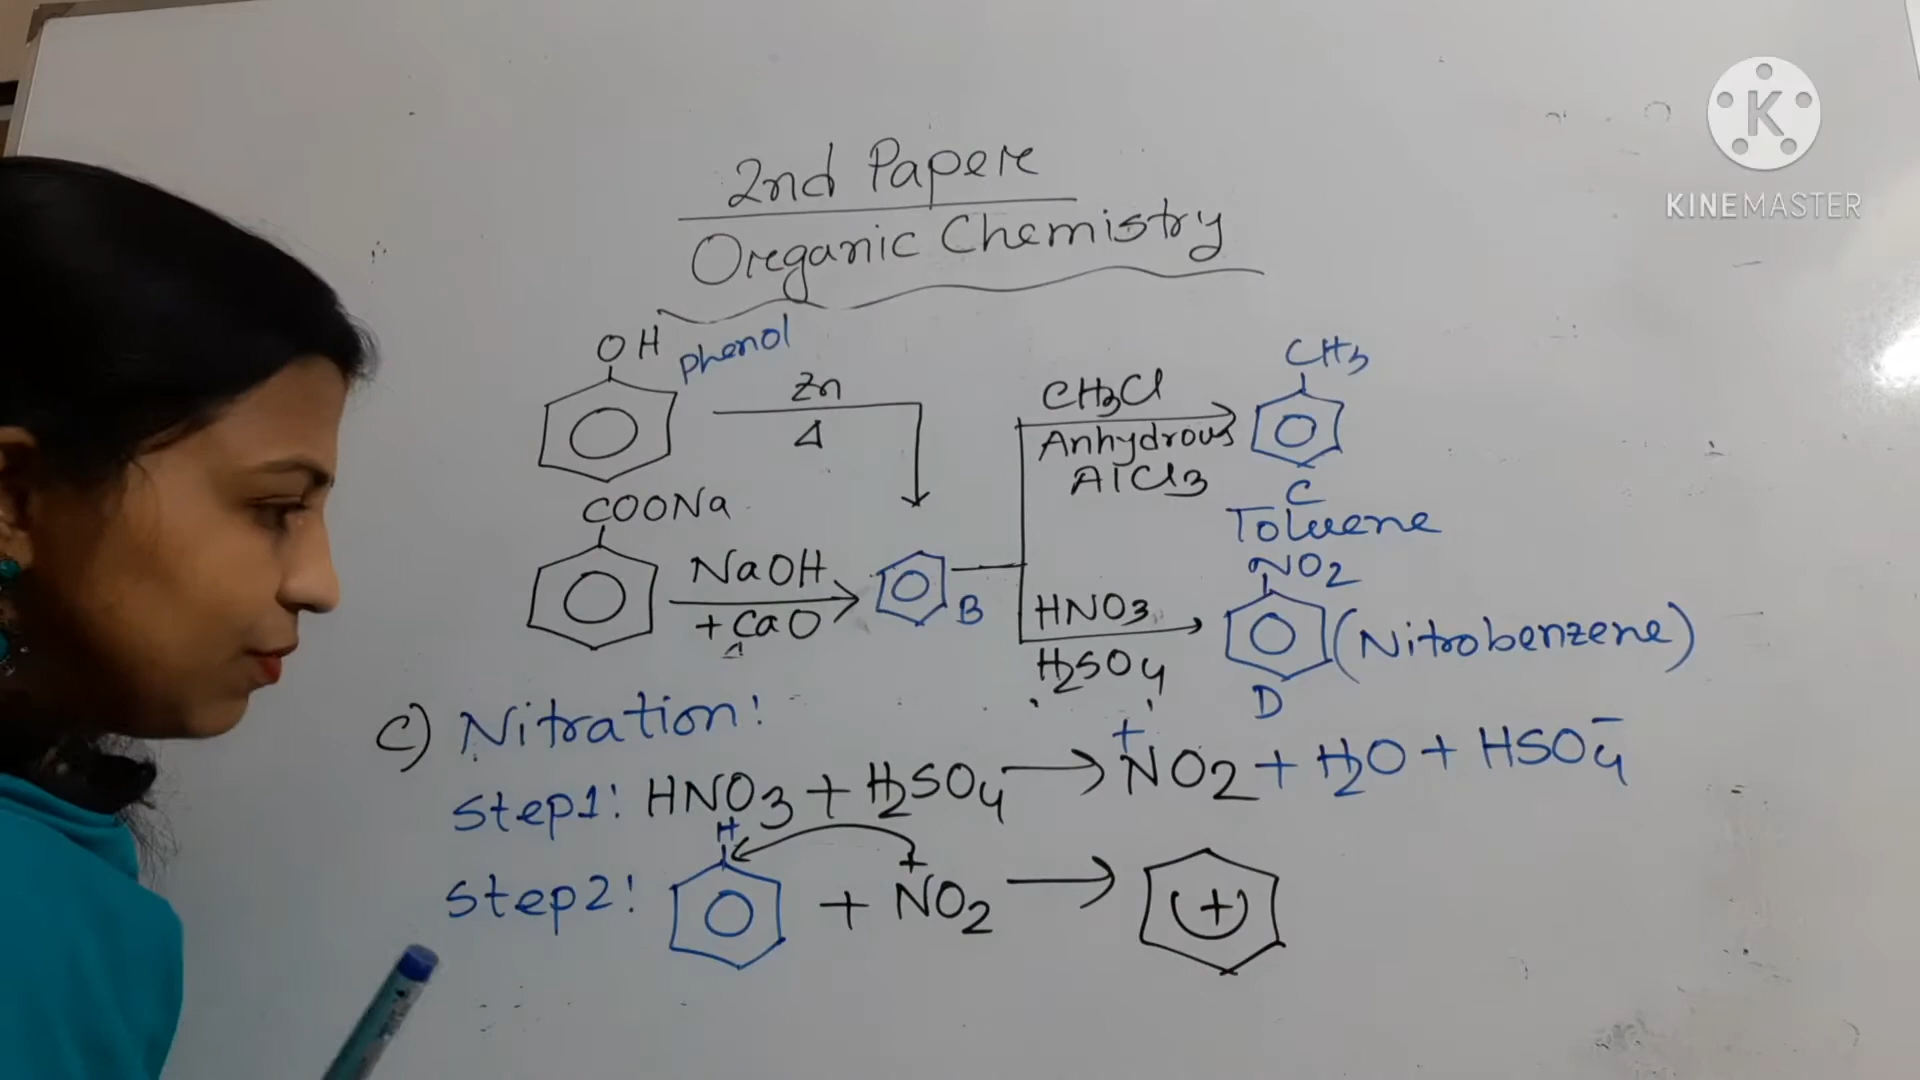 K
KINEMASTER
2nd Papere
Oreganic Chemistry
OH phenol
Zn
Δ
CH3Cl
Anhydrous
AlCl3
CH3
C
Toluene
COONa
NaOH
+ CaO
Δ
B
HNO3
H2SO4
NO2
(Nitrobenzene)
D
C) Nitration:
Step1: HNO3 + H2SO4 → +NO2 + H2O + HSO4-
Step2: H + +NO2 → +